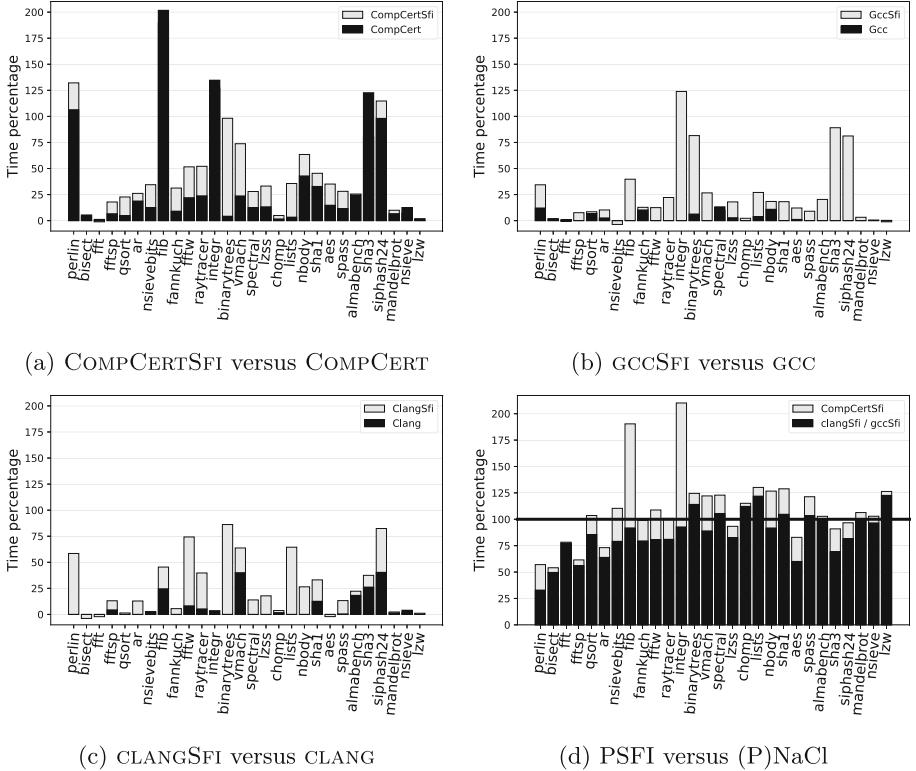 CompCertSfi
CompCert
Time percentage
200
175
150
125
100
75
50
25
0
perlin
bisect
fft
fftsp
qsort
ar
nsievebits
fib
fannkuch
fftw
raytracer
integr
binarytrees
vmach
spectral
lzss
chomp
lists
nbody
sha1
aes
spass
almabench
sha3
siphash24
mandelbrot
nsieve
lzw
(a) COMPCERTSFI versus COMPCERT
GccSfi
Gcc
Time percentage
200
175
150
125
100
75
50
25
0
perlin
bisect
fft
fftsp
qsort
ar
nsievebits
fib
fannkuch
fftw
raytracer
integr
binarytrees
vmach
spectral
lzss
chomp
lists
nbody
sha1
aes
spass
almabench
sha3
siphash24
mandelbrot
nsieve
lzw
(b) GCCSFI versus GCC
ClangSfi
Clang
Time percentage
200
175
150
125
100
75
50
25
0
perlin
bisect
fft
fftsp
qsort
ar
nsievebits
fib
fannkuch
fftw
raytracer
integr
binarytrees
vmach
spectral
lzss
chomp
lists
nbody
sha1
aes
spass
almabench
sha3
siphash24
mandelbrot
nsieve
lzw
(c) CLANGSFI versus CLANG
CompCertSfi
clangSfi / gccSfi
Time percentage
200
175
150
125
100
75
50
25
0
perlin
bisect
fft
fftsp
qsort
ar
nsievebits
fib
fannkuch
fftw
raytracer
integr
binarytrees
vmach
spectral
lzss
chomp
lists
nbody
sha1
aes
spass
almabench
sha3
siphash24
mandelbrot
nsieve
lzw
(d) PSFI versus (P)NaCl